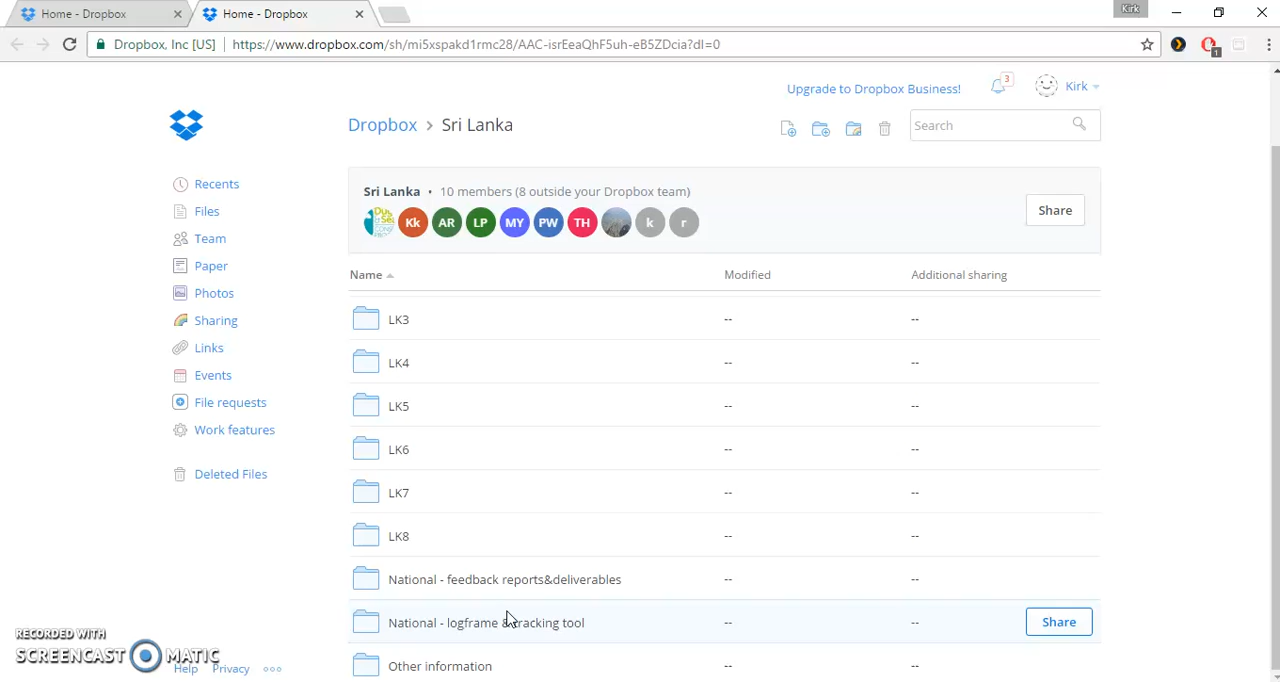 Home - Dropbox
Home - Dropbox
Kirk
Dropbox, Inc [US]
https://www.dropbox.com/sh/mi5xspakd1rmc28/AAC-isrEeaQhF5uh-eB5ZDcia?dl=0
1
Upgrade to Dropbox Business!
3
Kirk
Dropbox > Sri Lanka
Search
Recents
Files
Team
Paper
Photos
Sharing
Links
Events
File requests
Work features
Deleted Files
Sri Lanka • 10 members (8 outside your Dropbox team)
Kk AR LP MY PW TH k r
Share
Name Modified Additional sharing
LK3 -- --
LK4 -- --
LK5 -- --
LK6 -- --
LK7 -- --
LK8 -- --
National - feedback reports&deliverables -- --
National - logframe & tracking tool -- -- Share
Other information -- --
RECORDED WITH
SCREENCAST MATIC
Help Privacy